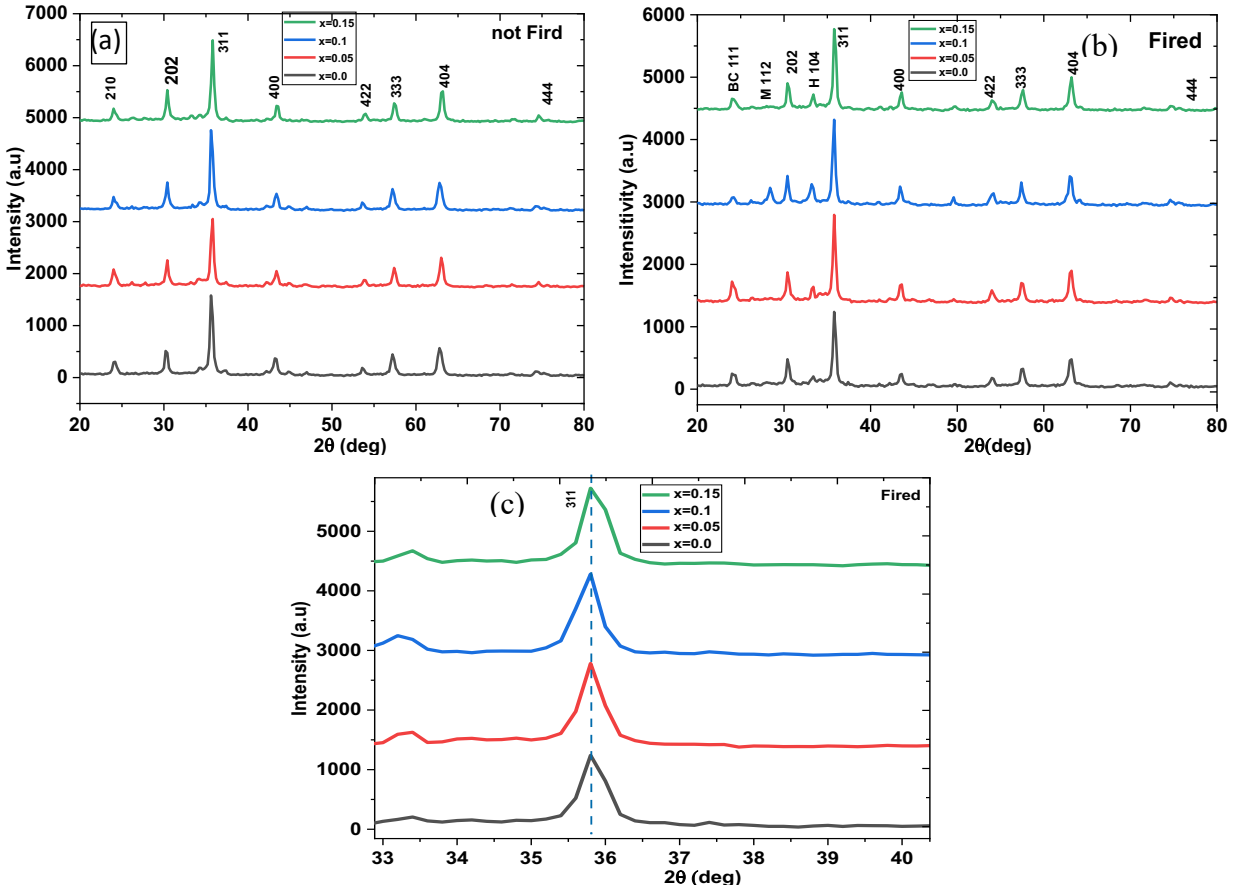 (a)
x=0.15
x=0.1
x=0.05
x=0.0
not Fird
210
202
311
400
422
333
404
444
7000
6000
5000
4000
3000
2000
1000
0
Intensity (a.u)
20
30
40
50
60
70
80
2θ (deg)
(b)
x=0.15
x=0.1
x=0.05
x=0.0
Fired
BC 111
M 112
202
H 104
311
400
422
333
404
444
6000
5000
4000
3000
2000
1000
0
Intensitivity (a.u)
20
30
40
50
60
70
80
2θ(deg)
(c)
311
x=0.15
x=0.1
x=0.05
x=0.0
Fired
5000
4000
3000
2000
1000
0
Intensity (a.u)
33
34
35
36
37
38
39
40
2θ (deg)